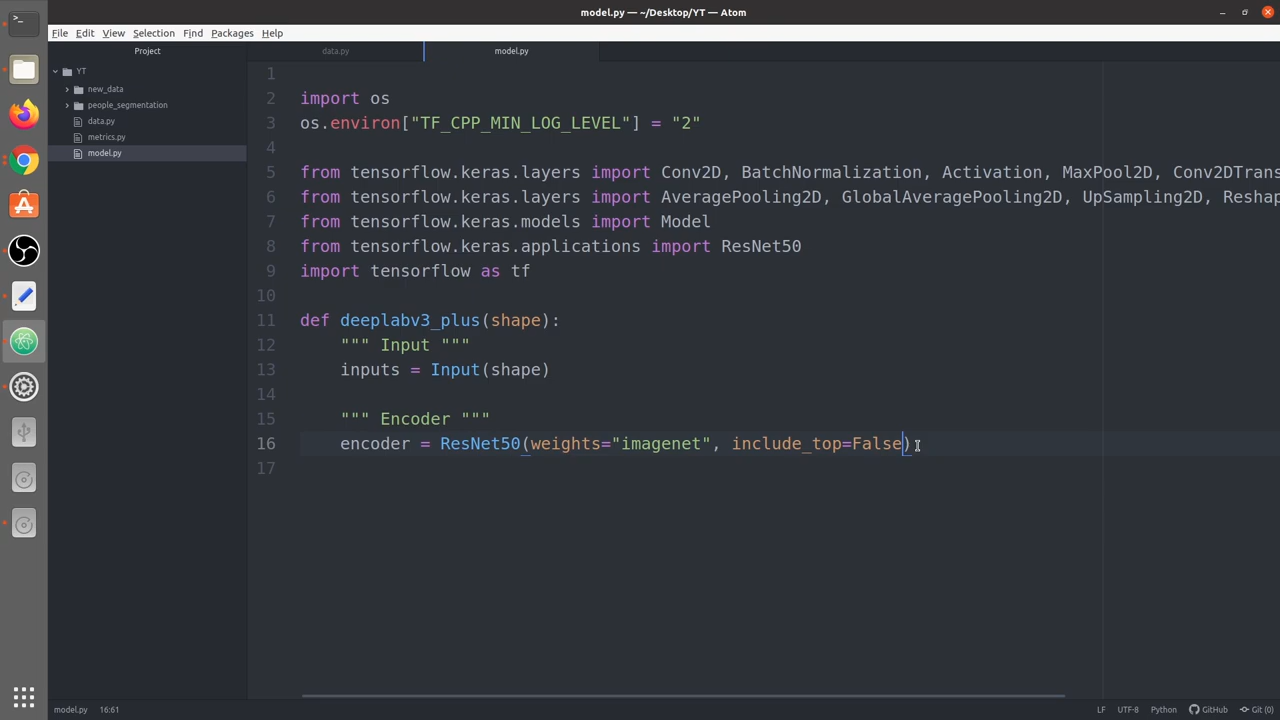 model.py — ~/Desktop/YT — Atom
File Edit View Selection Find Packages Help
Project
data.py
model.py
YT
new_data
people_segmentation
data.py
metrics.py
model.py
1
2 import os
3 os.environ["TF_CPP_MIN_LOG_LEVEL"] = "2"
4
5 from tensorflow.keras.layers import Conv2D, BatchNormalization, Activation, MaxPool2D, Conv2DTrans
6 from tensorflow.keras.layers import AveragePooling2D, GlobalAveragePooling2D, UpSampling2D, Reshap
7 from tensorflow.keras.models import Model
8 from tensorflow.keras.applications import ResNet50
9 import tensorflow as tf
10
11 def deeplabv3_plus(shape):
12 """ Input """
13 inputs = Input(shape)
14
15 """ Encoder """
16 encoder = ResNet50(weights="imagenet", include_top=False)
17
model.py 16:61 LF UTF-8 Python GitHub Git (0)